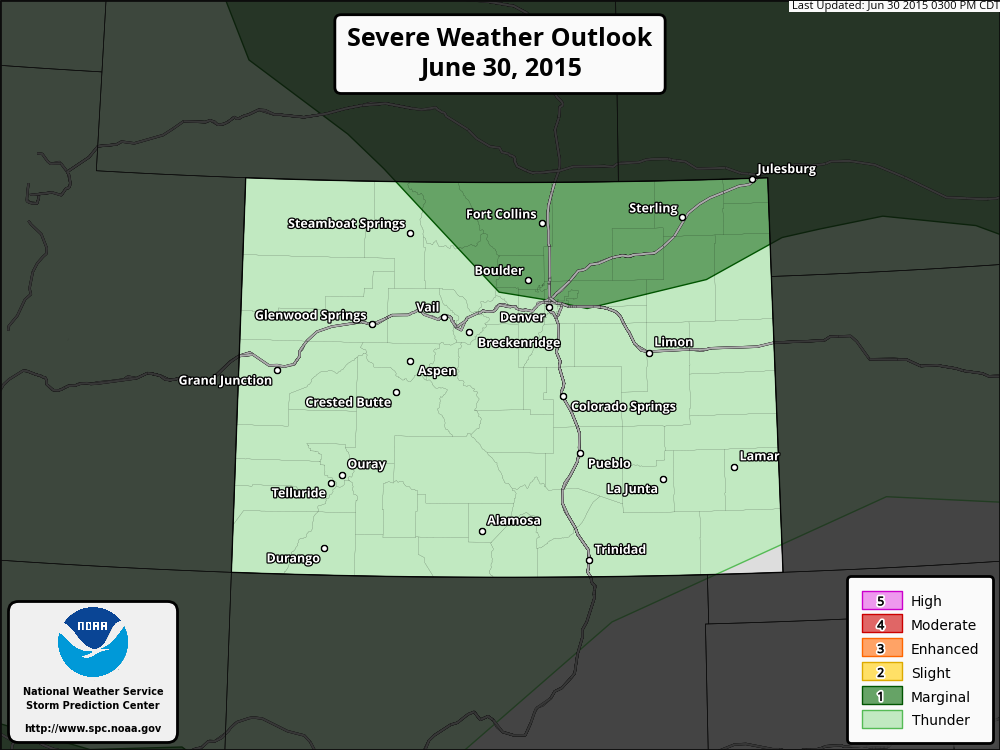 Last Updated: Jun 30 2015 0300 PM CDT
Severe Weather Outlook
June 30, 2015
Julesburg
Sterling
Fort Collins
Steamboat Springs
Boulder
Vail
Glenwood Springs
Denver
Breckenridge
Limon
Aspen
Grand Junction
Crested Butte
Colorado Springs
Ouray
Pueblo
Lamar
Telluride
La Junta
Alamosa
Trinidad
Durango
5 High
4 Moderate
3 Enhanced
2 Slight
1 Marginal
Thunder
NOAA
National Weather Service
Storm Prediction Center
http://www.spc.noaa.gov